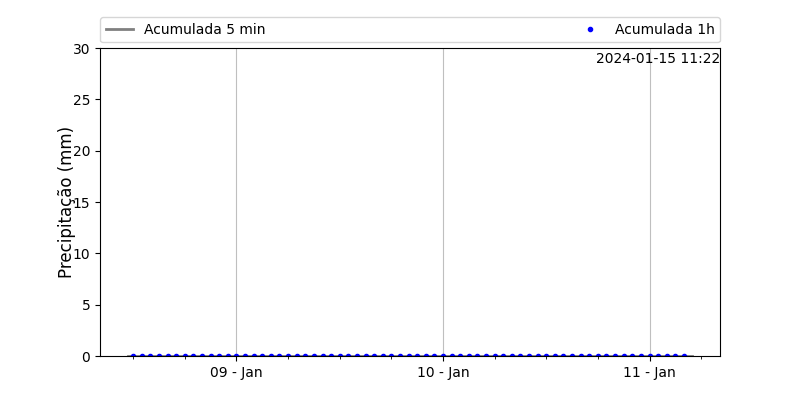 Acumulada 5 min
Acumulada 1h
2024-01-15 11:22
Precipitação (mm)
30
25
20
15
10
5
0
09 - Jan
10 - Jan
11 - Jan